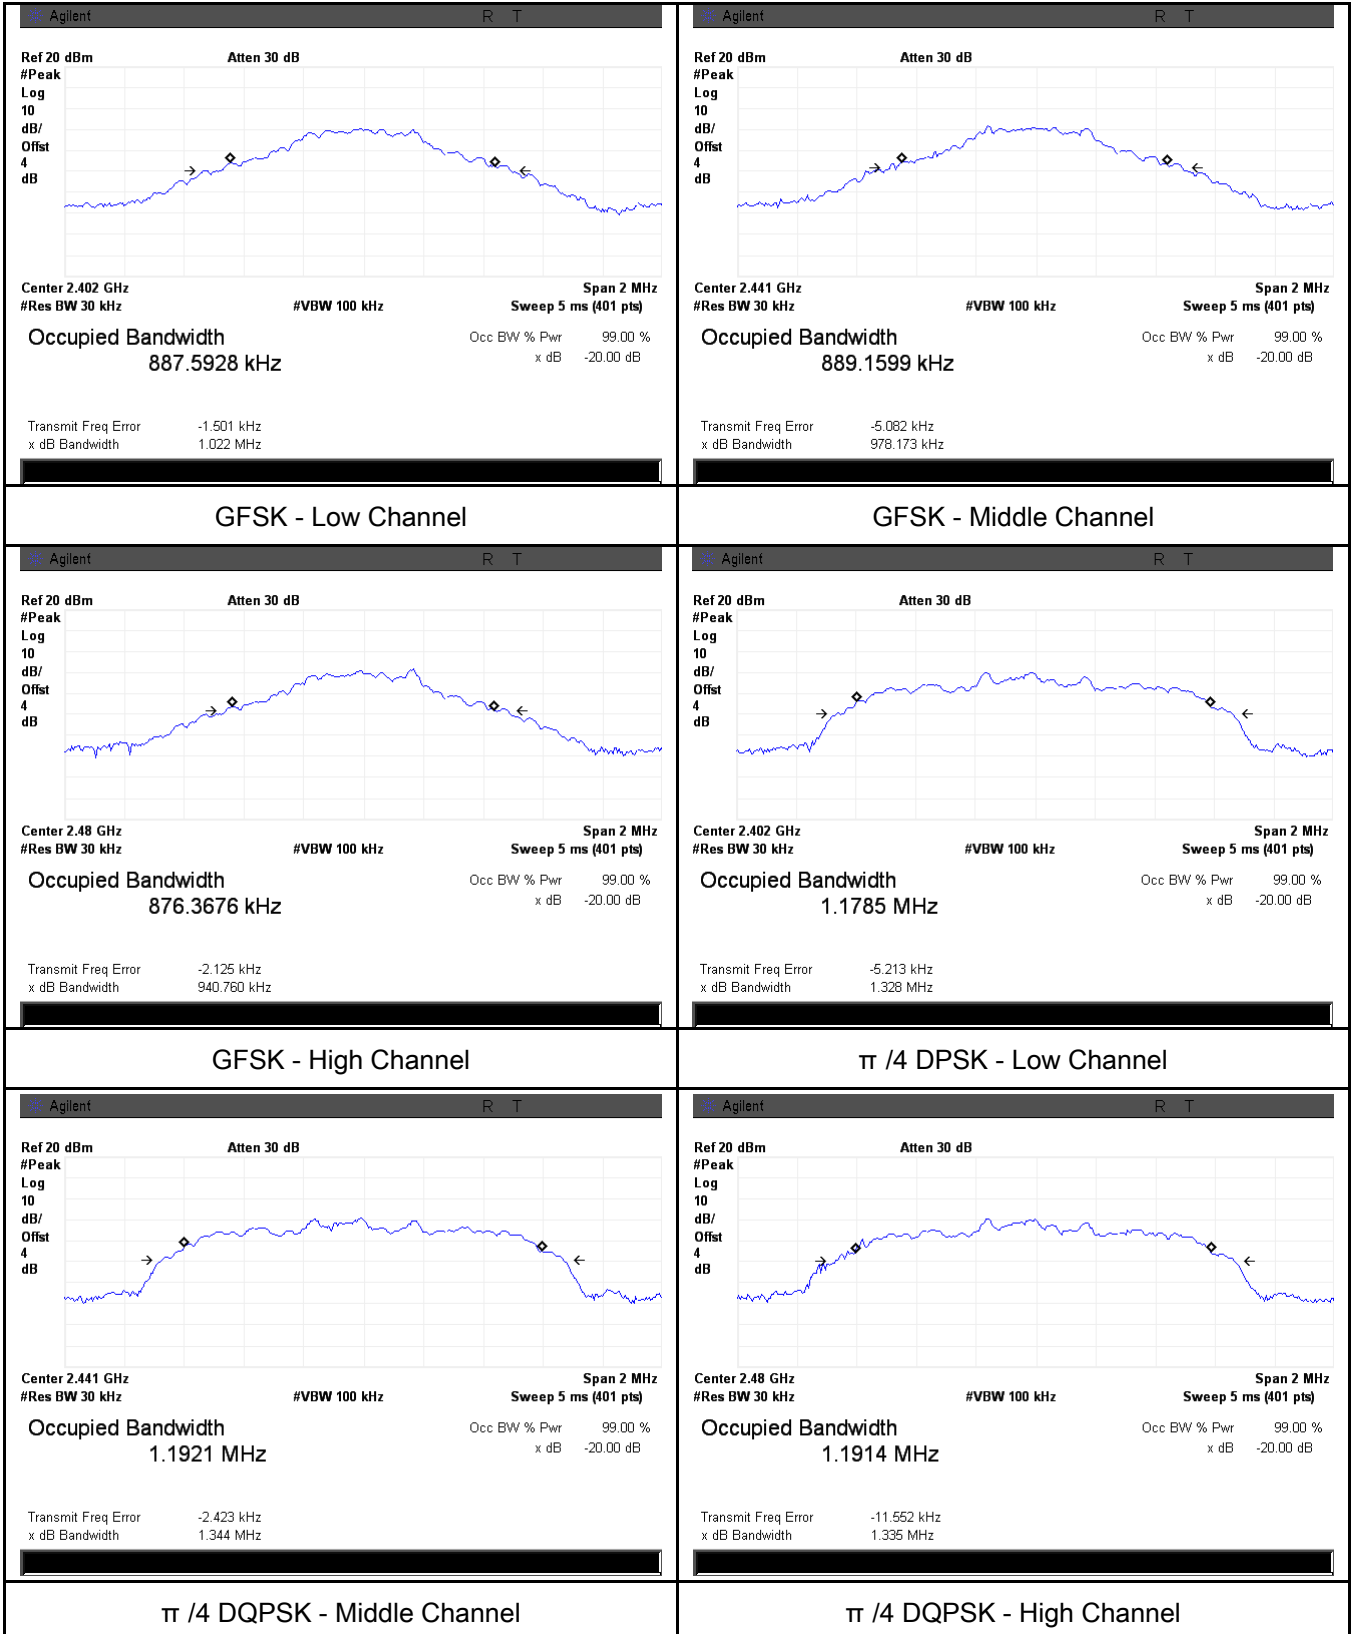 Agilent R T
Ref 20 dBm Atten 30 dB
#Peak
Log
10
dB/
Offst
4
dB
Center 2.402 GHz Span 2 MHz
#Res BW 30 kHz #VBW 100 kHz Sweep 5 ms (401 pts)
Occupied Bandwidth Occ BW % Pwr 99.00 %
887.5928 kHz x dB -20.00 dB
Transmit Freq Error -1.501 kHz
x dB Bandwidth 1.022 MHz
GFSK - Low Channel
Agilent R T
Ref 20 dBm Atten 30 dB
#Peak
Log
10
dB/
Offst
4
dB
Center 2.441 GHz Span 2 MHz
#Res BW 30 kHz #VBW 100 kHz Sweep 5 ms (401 pts)
Occupied Bandwidth Occ BW % Pwr 99.00 %
889.1599 kHz x dB -20.00 dB
Transmit Freq Error -5.082 kHz
x dB Bandwidth 978.173 kHz
GFSK - Middle Channel
Agilent R T
Ref 20 dBm Atten 30 dB
#Peak
Log
10
dB/
Offst
4
dB
Center 2.48 GHz Span 2 MHz
#Res BW 30 kHz #VBW 100 kHz Sweep 5 ms (401 pts)
Occupied Bandwidth Occ BW % Pwr 99.00 %
876.3676 kHz x dB -20.00 dB
Transmit Freq Error -2.125 kHz
x dB Bandwidth 940.760 kHz
GFSK - High Channel
Agilent R T
Ref 20 dBm Atten 30 dB
#Peak
Log
10
dB/
Offst
4
dB
Center 2.402 GHz Span 2 MHz
#Res BW 30 kHz #VBW 100 kHz Sweep 5 ms (401 pts)
Occupied Bandwidth Occ BW % Pwr 99.00 %
1.1785 MHz x dB -20.00 dB
Transmit Freq Error -5.213 kHz
x dB Bandwidth 1.328 MHz
π /4 DPSK - Low Channel
Agilent R T
Ref 20 dBm Atten 30 dB
#Peak
Log
10
dB/
Offst
4
dB
Center 2.441 GHz Span 2 MHz
#Res BW 30 kHz #VBW 100 kHz Sweep 5 ms (401 pts)
Occupied Bandwidth Occ BW % Pwr 99.00 %
1.1921 MHz x dB -20.00 dB
Transmit Freq Error -2.423 kHz
x dB Bandwidth 1.344 MHz
π /4 DQPSK - Middle Channel
Agilent R T
Ref 20 dBm Atten 30 dB
#Peak
Log
10
dB/
Offst
4
dB
Center 2.48 GHz Span 2 MHz
#Res BW 30 kHz #VBW 100 kHz Sweep 5 ms (401 pts)
Occupied Bandwidth Occ BW % Pwr 99.00 %
1.1914 MHz x dB -20.00 dB
Transmit Freq Error -11.552 kHz
x dB Bandwidth 1.335 MHz
π /4 DQPSK - High Channel